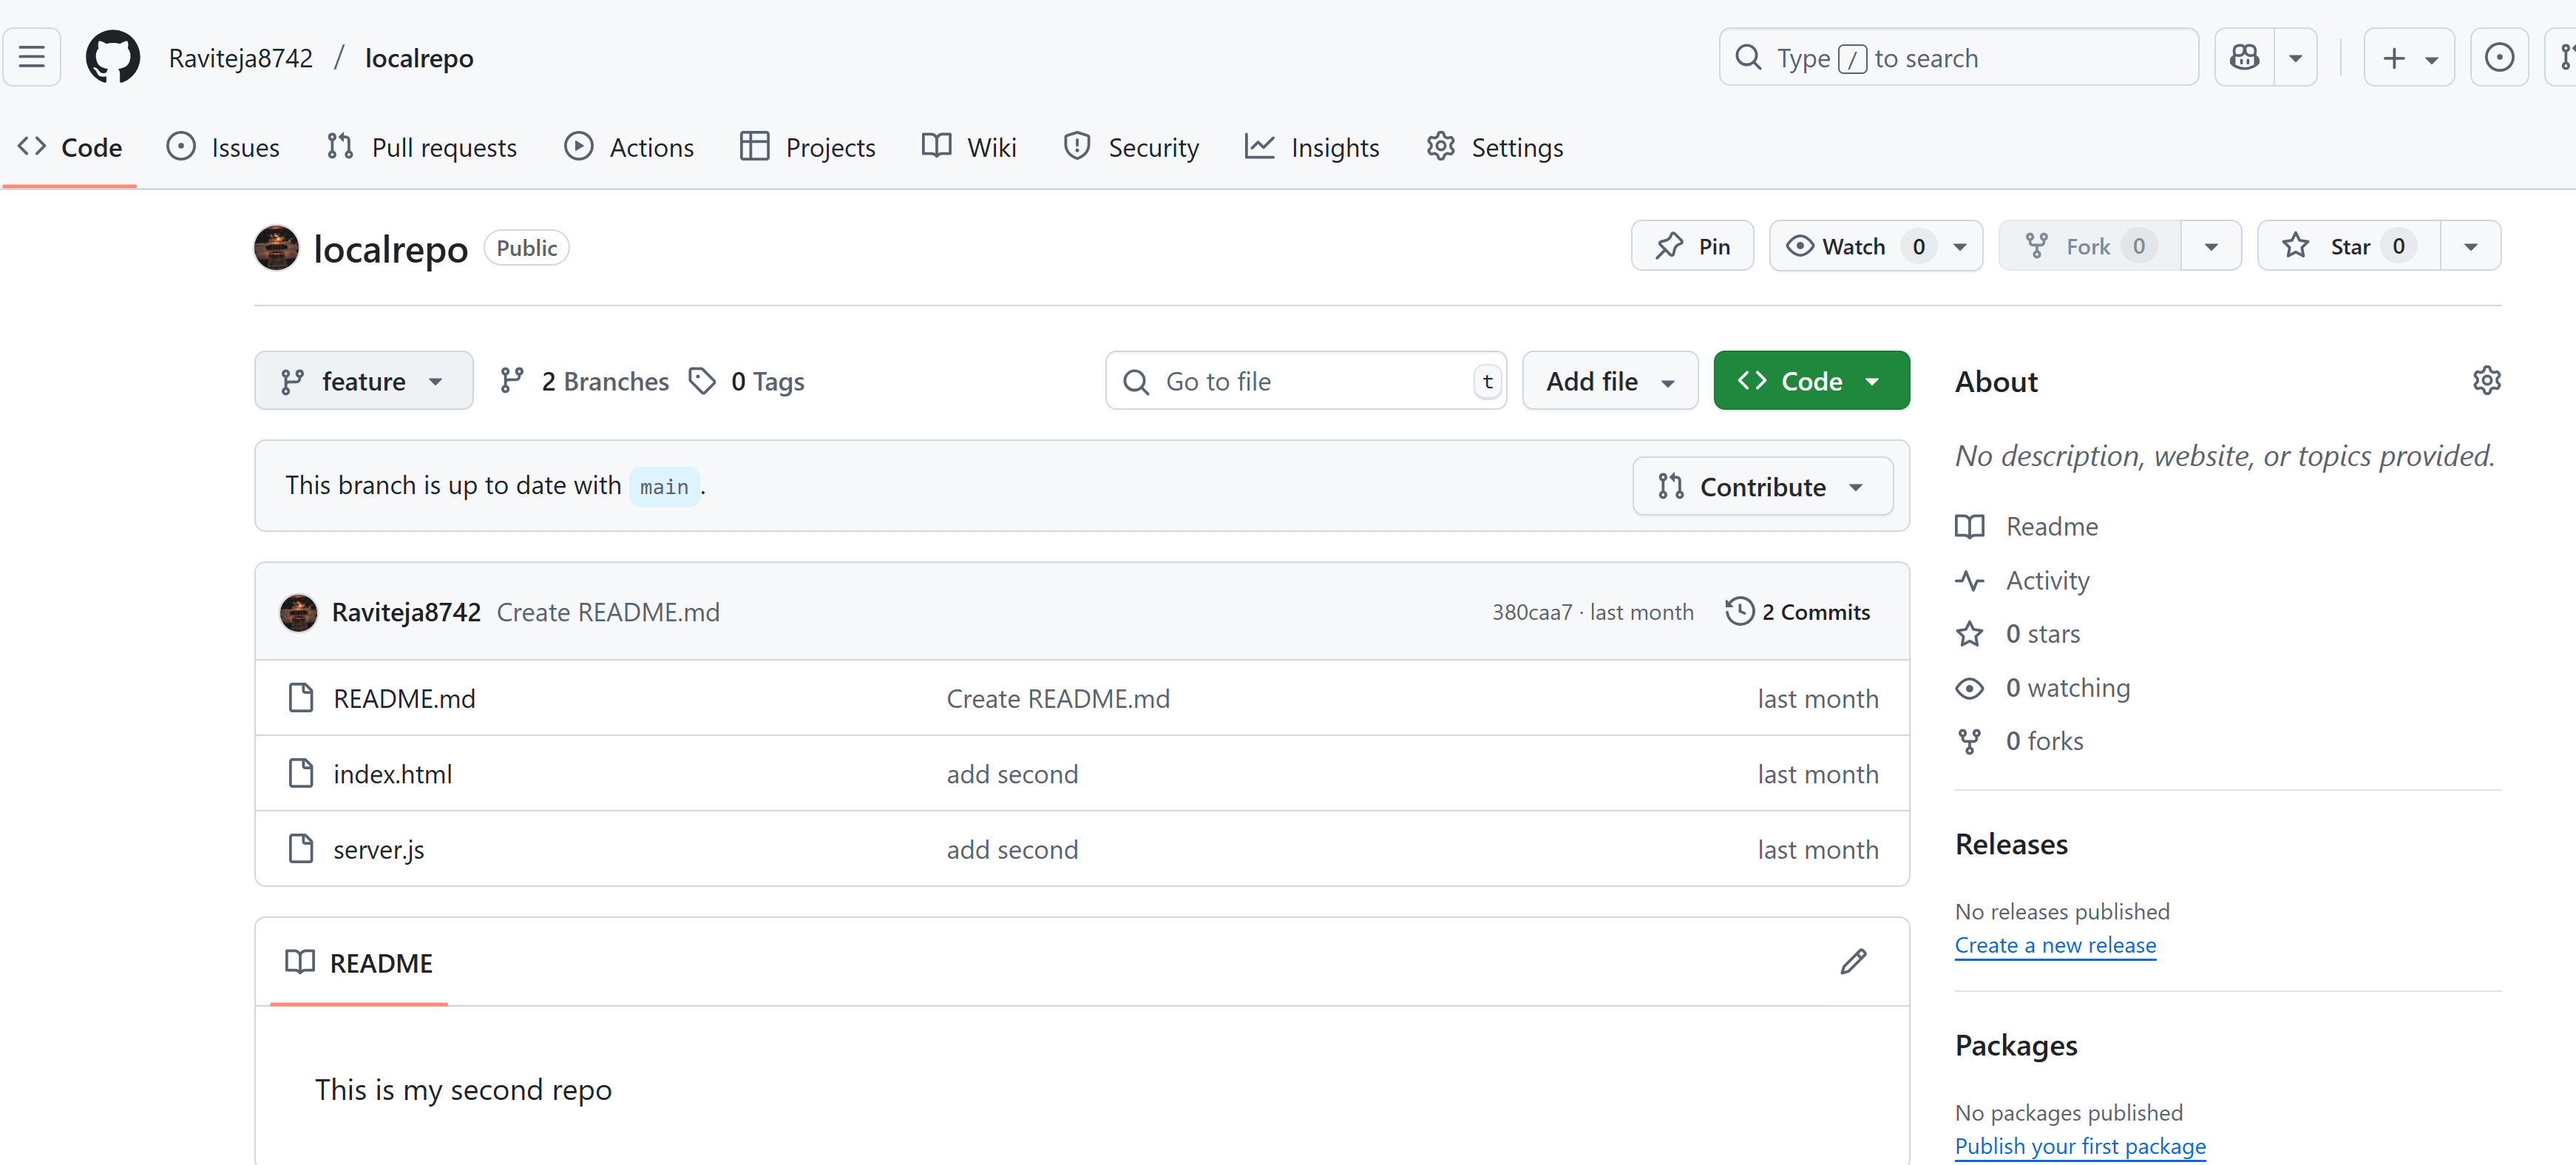 Raviteja8742 / localrepo
Type / to search
Code Issues Pull requests Actions Projects Wiki Security Insights Settings
localrepo Public
Pin Watch 0 Fork 0 Star 0
feature 2 Branches 0 Tags Go to file t Add file Code
This branch is up to date with main . Contribute
Raviteja8742 Create README.md 380caa7 · last month 2 Commits
README.md Create README.md last month
index.html add second last month
server.js add second last month
README
This is my second repo
About
No description, website, or topics provided.
Readme
Activity
0 stars
0 watching
0 forks
Releases
No releases published
Create a new release
Packages
No packages published
Publish your first package